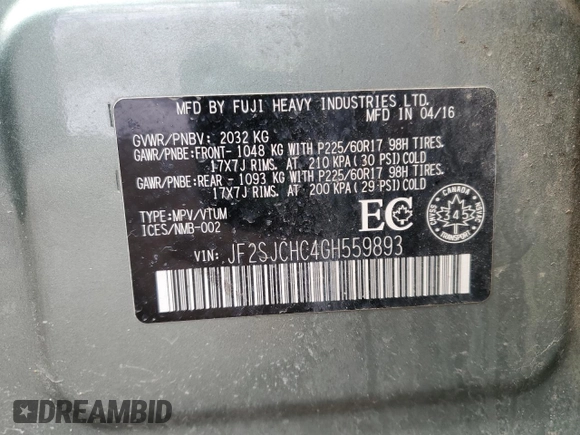 MFD BY FUJI HEAVY INDUSTRIES LTD.
MFD IN 04/16
GVWR/PNBV: 2032 KG
GAWR/PNBE:FRONT- 1048 KG WITH P225/60R17 98H TIRES.
17X7J RIMS. AT 210 KPA ( 30 PSI) COLD
GAWR/PNBE:REAR - 1093 KG WITH P225/60R17 98H TIRES.
17X7J RIMS. AT 200 KPA ( 29 PSI) COLD
TYPE:MPV/VTUM
ICES/NMB-002
EC
CANADA
345
TRANSPORT
VIN: JF2SJCHC4GH559893
DREAMBID